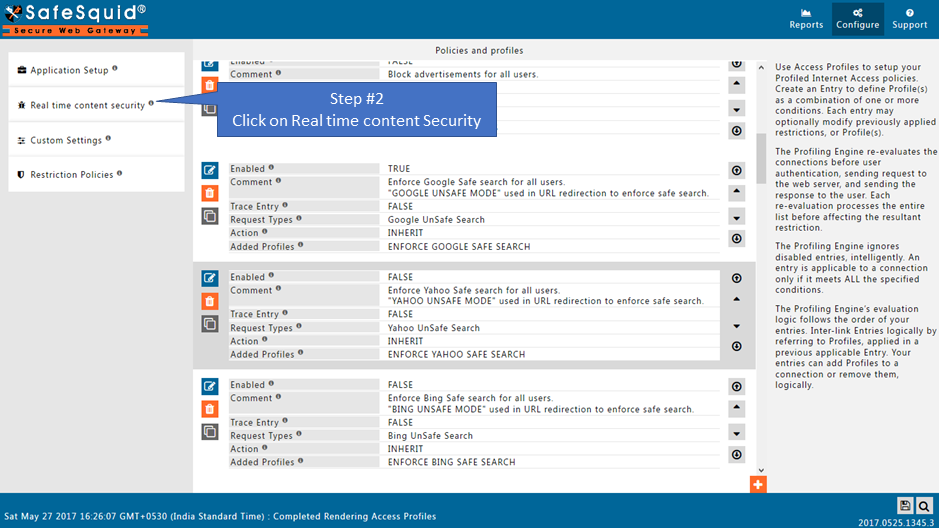 SafeSquid®
Secure Web Gateway
Reports
Configure
Support
Application Setup
Real time content security
Custom Settings
Restriction Policies
Policies and profiles
Enabled FALSE
Comment Block advertisements for all users.
Step #2
Click on Real time content Security
Enabled TRUE
Comment Enforce Google Safe search for all users.
"GOOGLE UNSAFE MODE" used in URL redirection to enforce safe search.
Trace Entry FALSE
Request Types Google UnSafe Search
Action INHERIT
Added Profiles ENFORCE GOOGLE SAFE SEARCH
Enabled FALSE
Comment Enforce Yahoo Safe search for all users.
"YAHOO UNSAFE MODE" used in URL redirection to enforce safe search.
Trace Entry FALSE
Request Types Yahoo UnSafe Search
Action INHERIT
Added Profiles ENFORCE YAHOO SAFE SEARCH
Enabled FALSE
Comment Enforce Bing Safe search for all users.
"BING UNSAFE MODE" used in URL redirection to enforce safe search.
Trace Entry FALSE
Request Types Bing UnSafe Search
Action INHERIT
Added Profiles ENFORCE BING SAFE SEARCH
Use Access Profiles to setup your
Profiled Internet Access policies.
Create an Entry to define Profile(s)
as a combination of one or more
conditions. Each entry may
optionally modify previously applied
restrictions, or Profile(s).
The Profiling Engine re-evaluates the
connections before user
authentication, sending request to
the web server, and sending the
response to the user. Each
re-evaluation processes the entire
list before affecting the resultant
restriction.
The Profiling Engine ignores
disabled entries, intelligently. An
entry is applicable to a connection
only if it meets ALL the specified
conditions.
The Profiling Engine's evaluation
logic follows the order of your
entries. Inter-link Entries logically by
referring to Profiles, applied in a
previous applicable Entry. Your
entries can add Profiles to a
connection or remove them,
logically.
Sat May 27 2017 16:26:07 GMT+0530 (India Standard Time) : Completed Rendering Access Profiles
2017.0525.1345.3